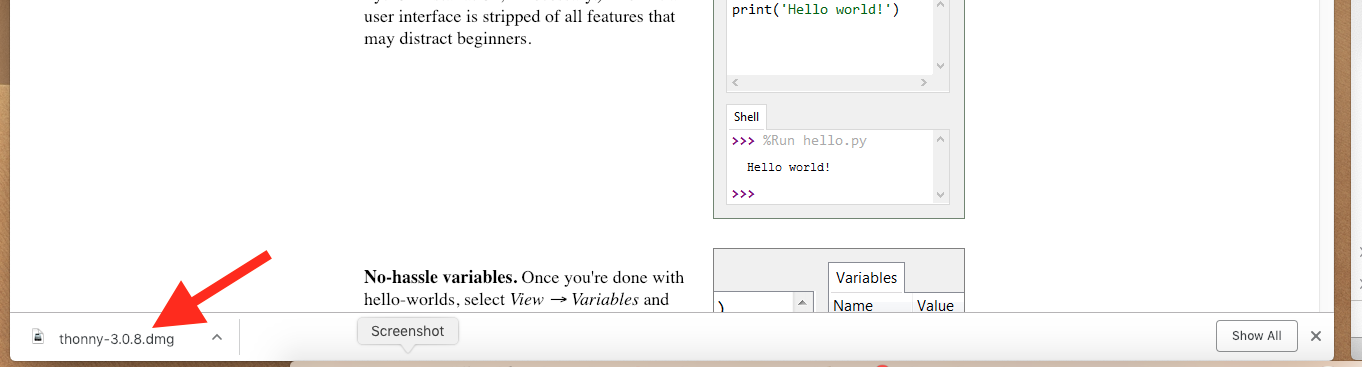 user interface is stripped of all features that
may distract beginners.
print('Hello world!')
Shell
>>> %Run hello.py
Hello world!
>>>
No-hassle variables. Once you're done with
hello-worlds, select View → Variables and
Variables
)
Name Value
thonny-3.0.8.dmg
Screenshot
Show All